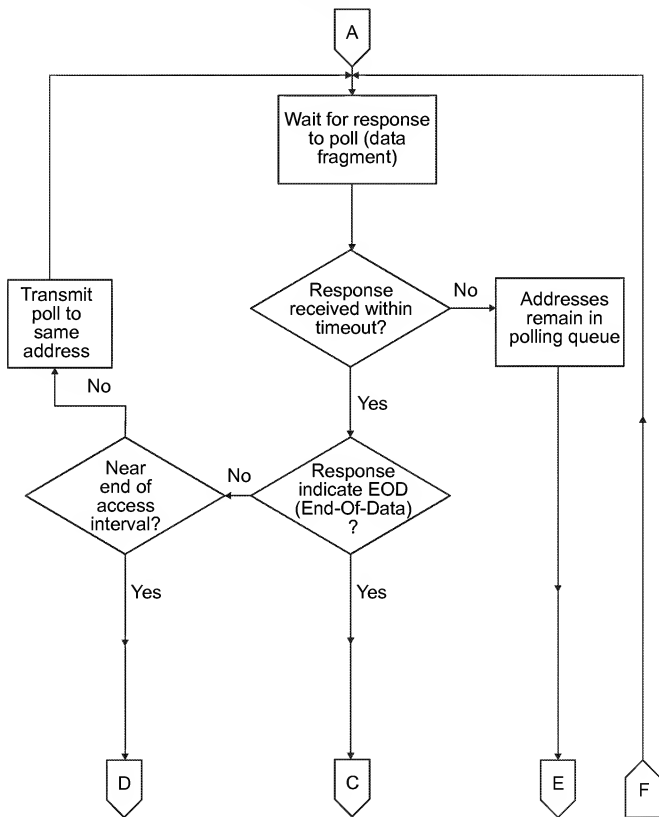 A
Wait for response
to poll (data
fragment)
Response
received within
timeout?
No
Addresses
remain in
polling queue
Transmit
poll to
same
address
No
Yes
Near
end of
access
interval?
No
Response
indicate EOD
(End-Of-Data)
?
Yes
Yes
D
C
E
F